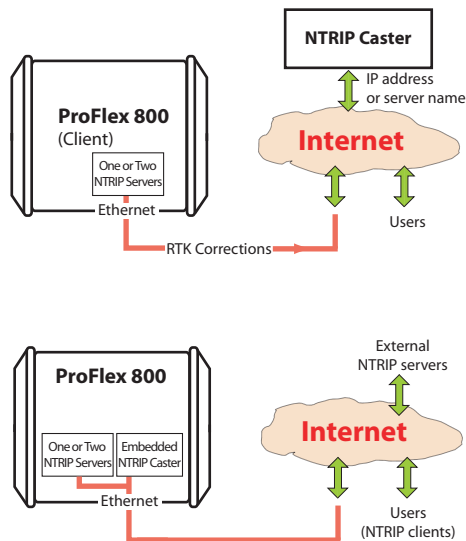 NTRIP Caster
IP address
or server name
ProFlex 800
(Client)
One or Two
NTRIP Servers
Ethernet
Internet
Users
RTK Corrections
External
NTRIP servers
ProFlex 800
One or Two
NTRIP Servers
Embedded
NTRIP Caster
Ethernet
Internet
Users
(NTRIP clients)